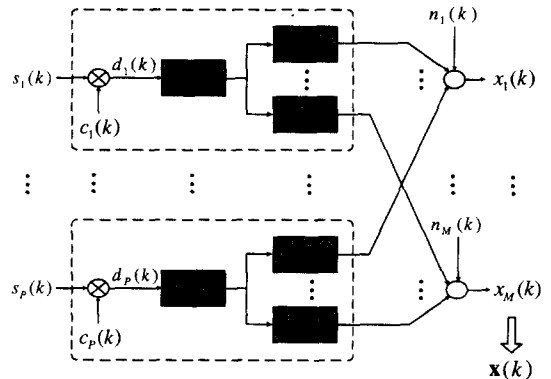 n₁(k)
s₁(k) d₁(k) x₁(k)
c₁(k)
n_M(k)
s_P(k) d_P(k) x_M(k)
c_P(k)
x(k)